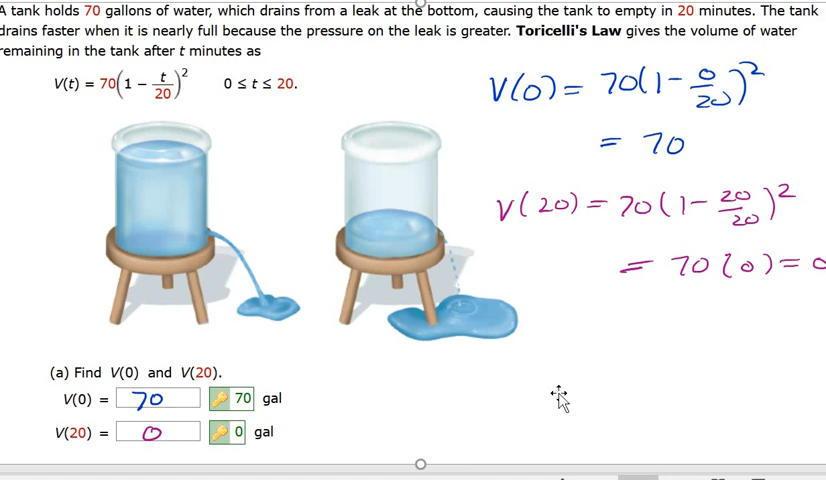 A tank holds 70 gallons of water, which drains from a leak at the bottom, causing the tank to empty in 20 minutes. The tank
drains faster when it is nearly full because the pressure on the leak is greater. Toricelli's Law gives the volume of water
remaining in the tank after t minutes as
V(t) = 70(1 − t/20)² 0 ≤ t ≤ 20.
V(0) = 70(1 − 0/20)²
= 70
V(20) = 70(1 − 20/20)²
= 70(0) = 0
(a) Find V(0) and V(20).
V(0) = 70 70 gal
V(20) = 0 0 gal